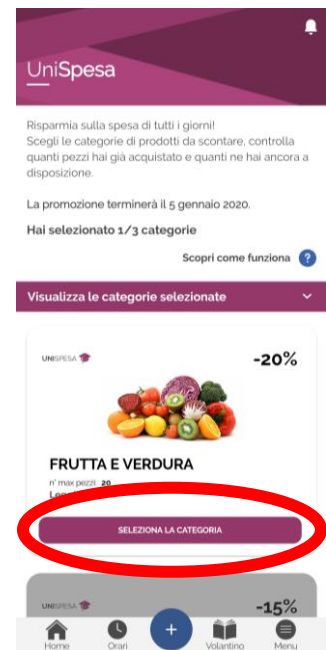 UniSpesa
Risparmia sulla spesa di tutti i giorni!
Scegli le categorie di prodotti da scontare, controlla
quanti pezzi hai già acquistato e quanti ne hai ancora a
disposizione.
La promozione terminerà il 5 gennaio 2020.
Hai selezionato 1/3 categorie
Scopri come funziona ?
Visualizza le categorie selezionate
UNISPESA -20%
FRUTTA E VERDURA
n° max pezzi 20
SELEZIONA LA CATEGORIA
UNISPESA -15%
Home Orari + Volantino Menu